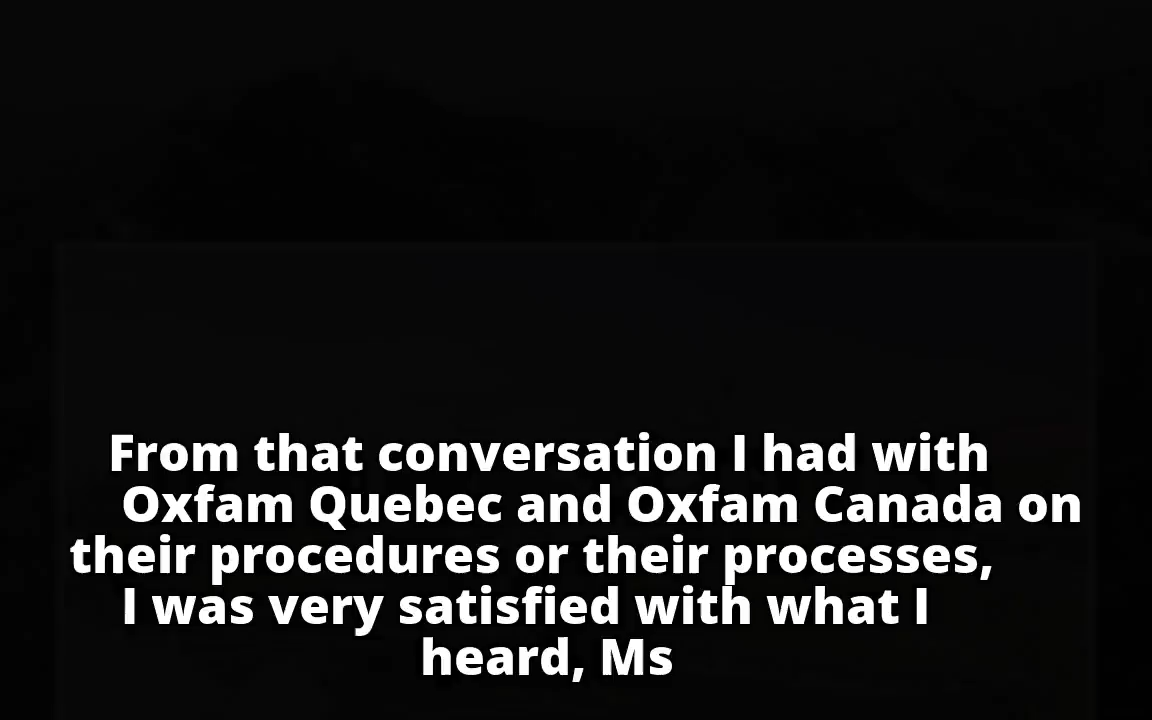 From that conversation I had with
Oxfam Quebec and Oxfam Canada on
their procedures or their processes,
I was very satisfied with what I
heard, Ms